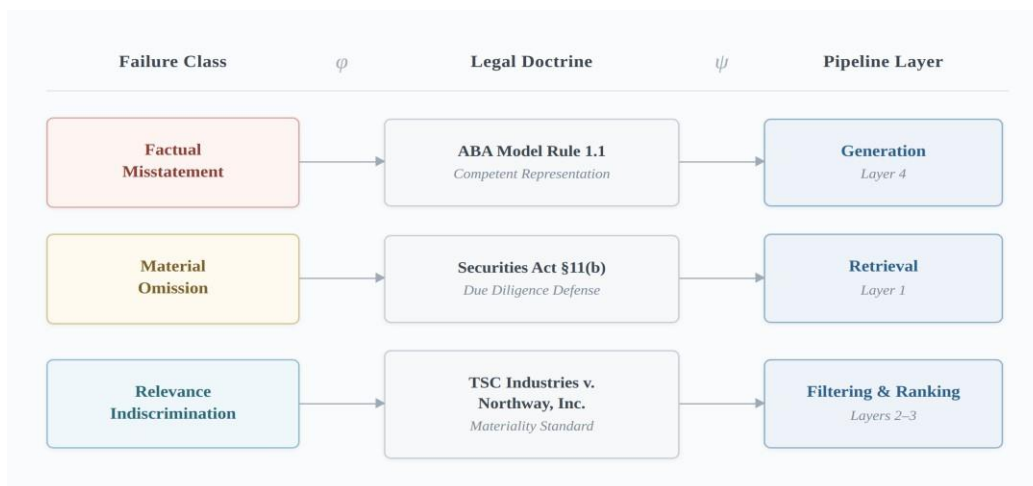 Failure Class φ Legal Doctrine ψ Pipeline Layer
Factual
Misstatement
ABA Model Rule 1.1
Competent Representation
Generation
Layer 4
Material
Omission
Securities Act §11(b)
Due Diligence Defense
Retrieval
Layer 1
Relevance
Indiscrimination
TSC Industries v.
Northway, Inc.
Materiality Standard
Filtering & Ranking
Layers 2–3